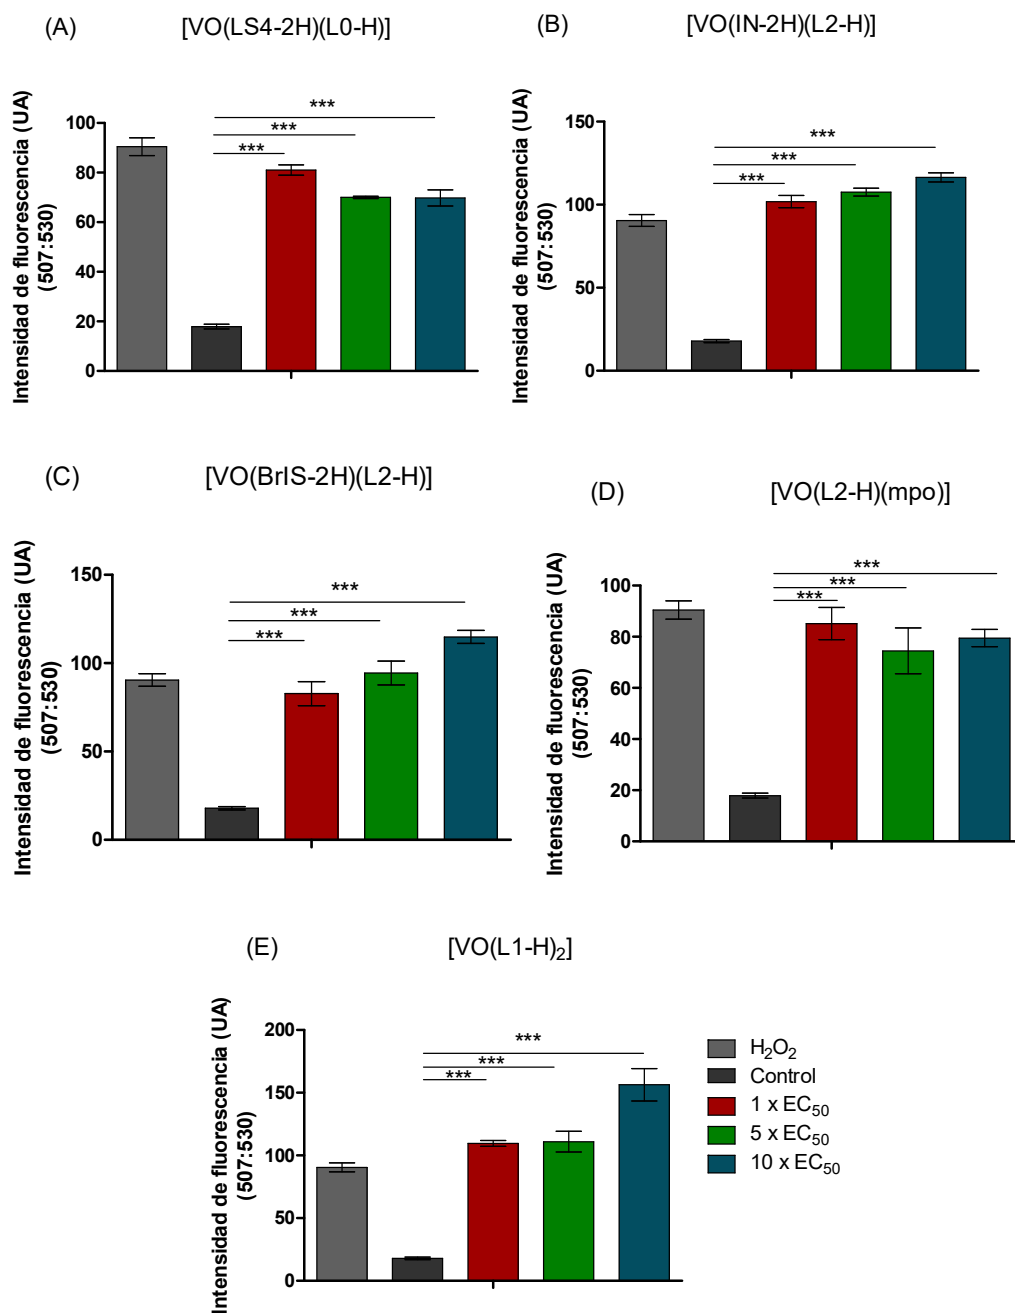 (A)
[VO(LS4-2H)(L0-H)]
Intensidad de fluorescencia (UA)
(507:530)
100
80
60
40
20
0
***
***
***
(B)
[VO(IN-2H)(L2-H)]
Intensidad de fluorescencia (UA)
(507:530)
150
100
50
0
***
***
***
(C)
[VO(BrIS-2H)(L2-H)]
Intensidad de fluorescencia (UA)
(507:530)
150
100
50
0
***
***
***
(D)
[VO(L2-H)(mpo)]
Intensidad de fluorescencia (UA)
(507:530)
100
80
60
40
20
0
***
***
***
(E)
[VO(L1-H)₂]
Intensidad de fluorescencia (UA)
(507:530)
200
150
100
50
0
***
***
***
H₂O₂
Control
1 x EC₅₀
5 x EC₅₀
10 x EC₅₀